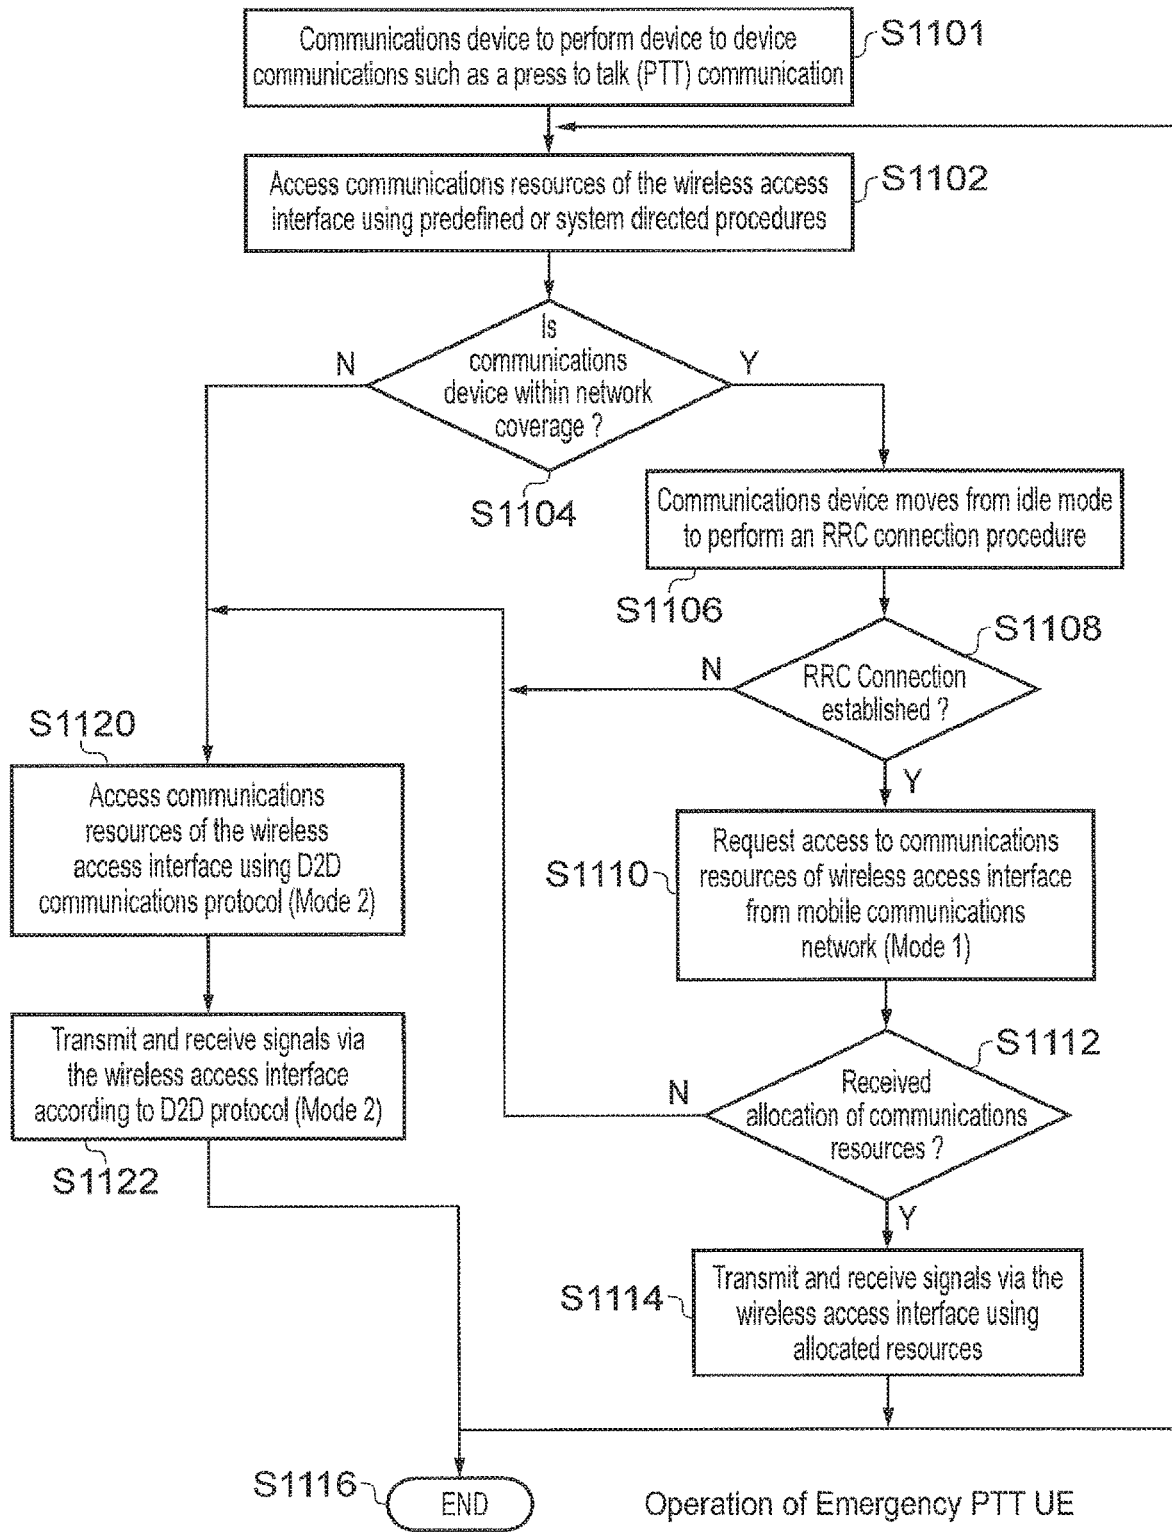 Communications device to perform device to device
communications such as a press to talk (PTT) communication
S1101
Access communications resources of the wireless access
interface using predefined or system directed procedures
S1102
Is
communications
device within network
coverage ?
N
Y
S1104
Communications device moves from idle mode
to perform an RRC connection procedure
S1106
S1108
RRC Connection
established ?
N
Y
S1120
Access communications
resources of the wireless
access interface using D2D
communications protocol (Mode 2)
S1110
Request access to communications
resources of wireless access interface
from mobile communications
network (Mode 1)
Transmit and receive signals via
the wireless access interface
according to D2D protocol (Mode 2)
S1122
S1112
Received
allocation of communications
resources ?
N
Y
S1114
Transmit and receive signals via the
wireless access interface using
allocated resources
S1116
END
Operation of Emergency PTT UE